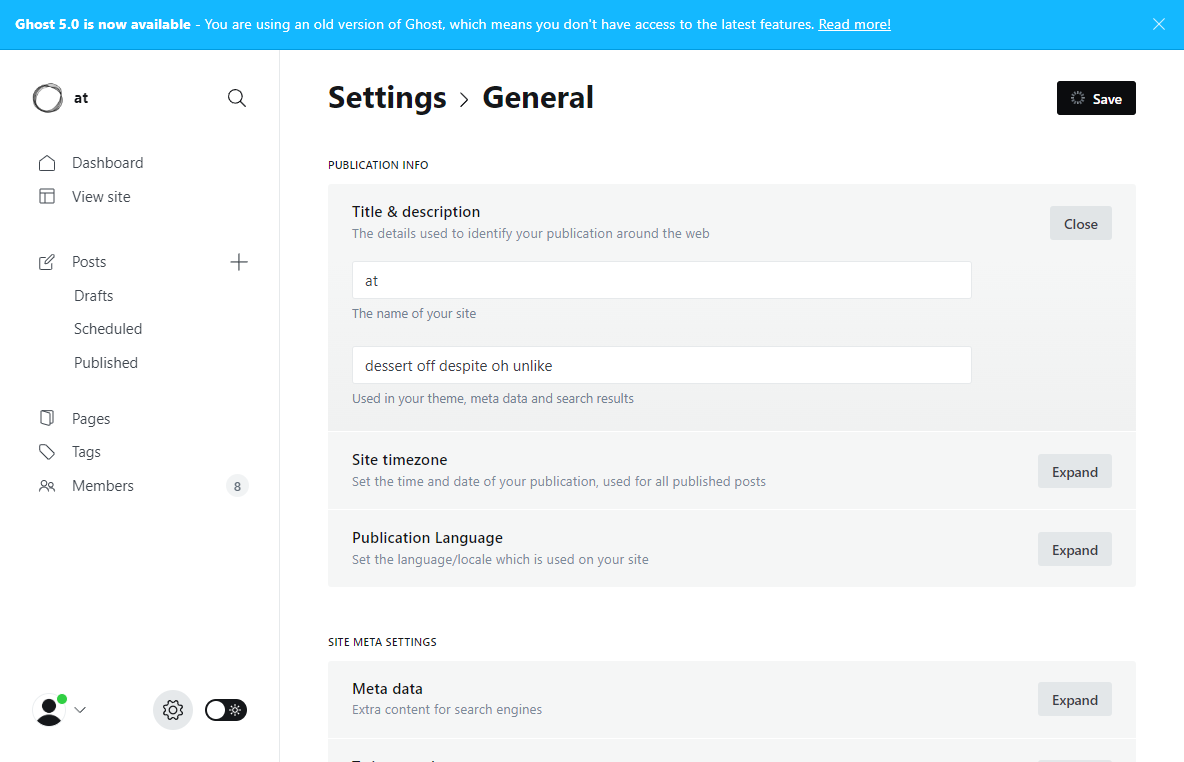 Ghost 5.0 is now available - You are using an old version of Ghost, which means you don't have access to the latest features. Read more!
at
Dashboard
View site
Posts
Drafts
Scheduled
Published
Pages
Tags
Members 8
Settings > General
Save
PUBLICATION INFO
Title & description
The details used to identify your publication around the web
Close
at
The name of your site
dessert off despite oh unlike
Used in your theme, meta data and search results
Site timezone
Set the time and date of your publication, used for all published posts
Expand
Publication Language
Set the language/locale which is used on your site
Expand
SITE META SETTINGS
Meta data
Extra content for search engines
Expand